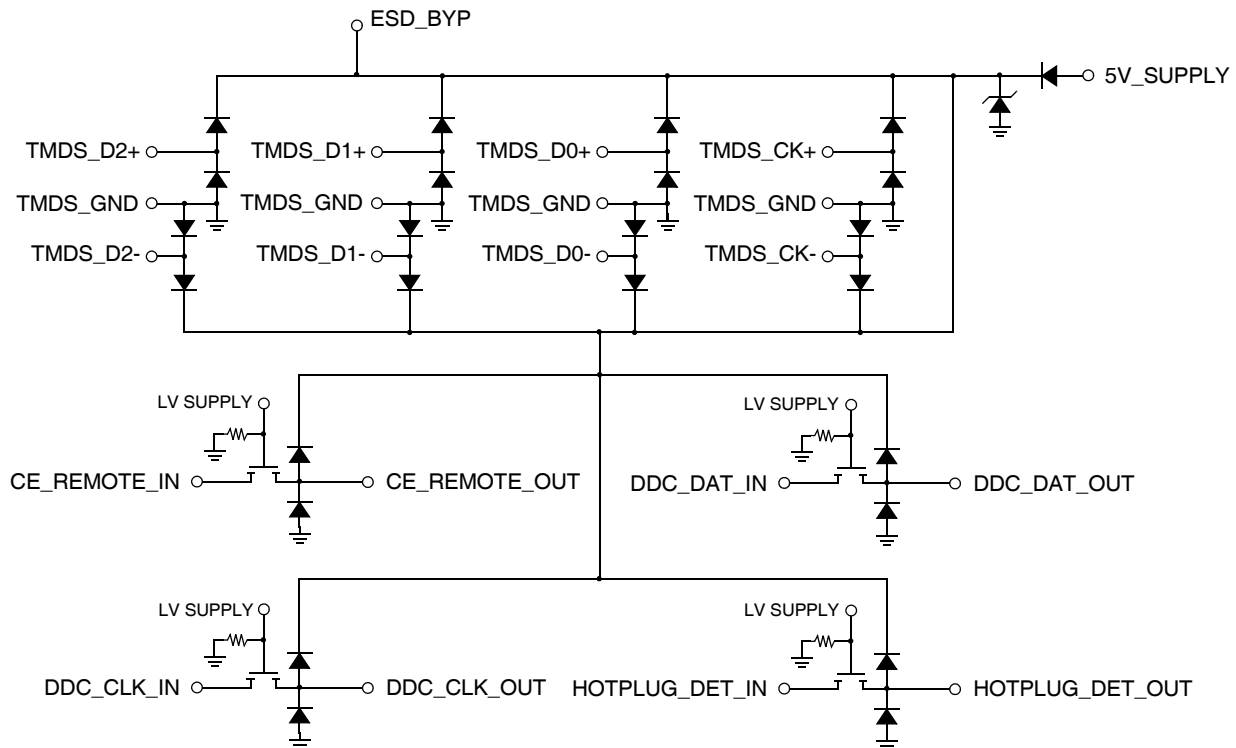 ESD_BYP
5V_SUPPLY
TMDS_D2+
TMDS_D1+
TMDS_D0+
TMDS_CK+
TMDS_GND
TMDS_GND
TMDS_GND
TMDS_GND
TMDS_D2-
TMDS_D1-
TMDS_D0-
TMDS_CK-
LV SUPPLY
LV SUPPLY
CE_REMOTE_IN
CE_REMOTE_OUT
DDC_DAT_IN
DDC_DAT_OUT
LV SUPPLY
LV SUPPLY
DDC_CLK_IN
DDC_CLK_OUT
HOTPLUG_DET_IN
HOTPLUG_DET_OUT